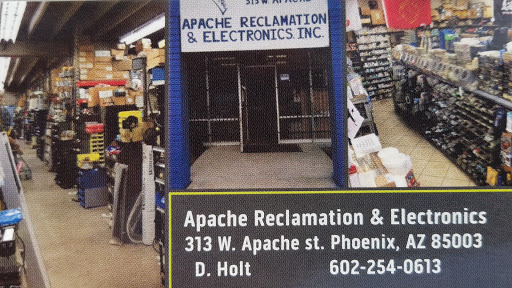 313 W. APACHE
APACHE RECLAMATION
& ELECTRONICS, INC.
Apache Reclamation & Electronics
313 W. Apache st. Phoenix, AZ 85003
D. Holt 602-254-0613